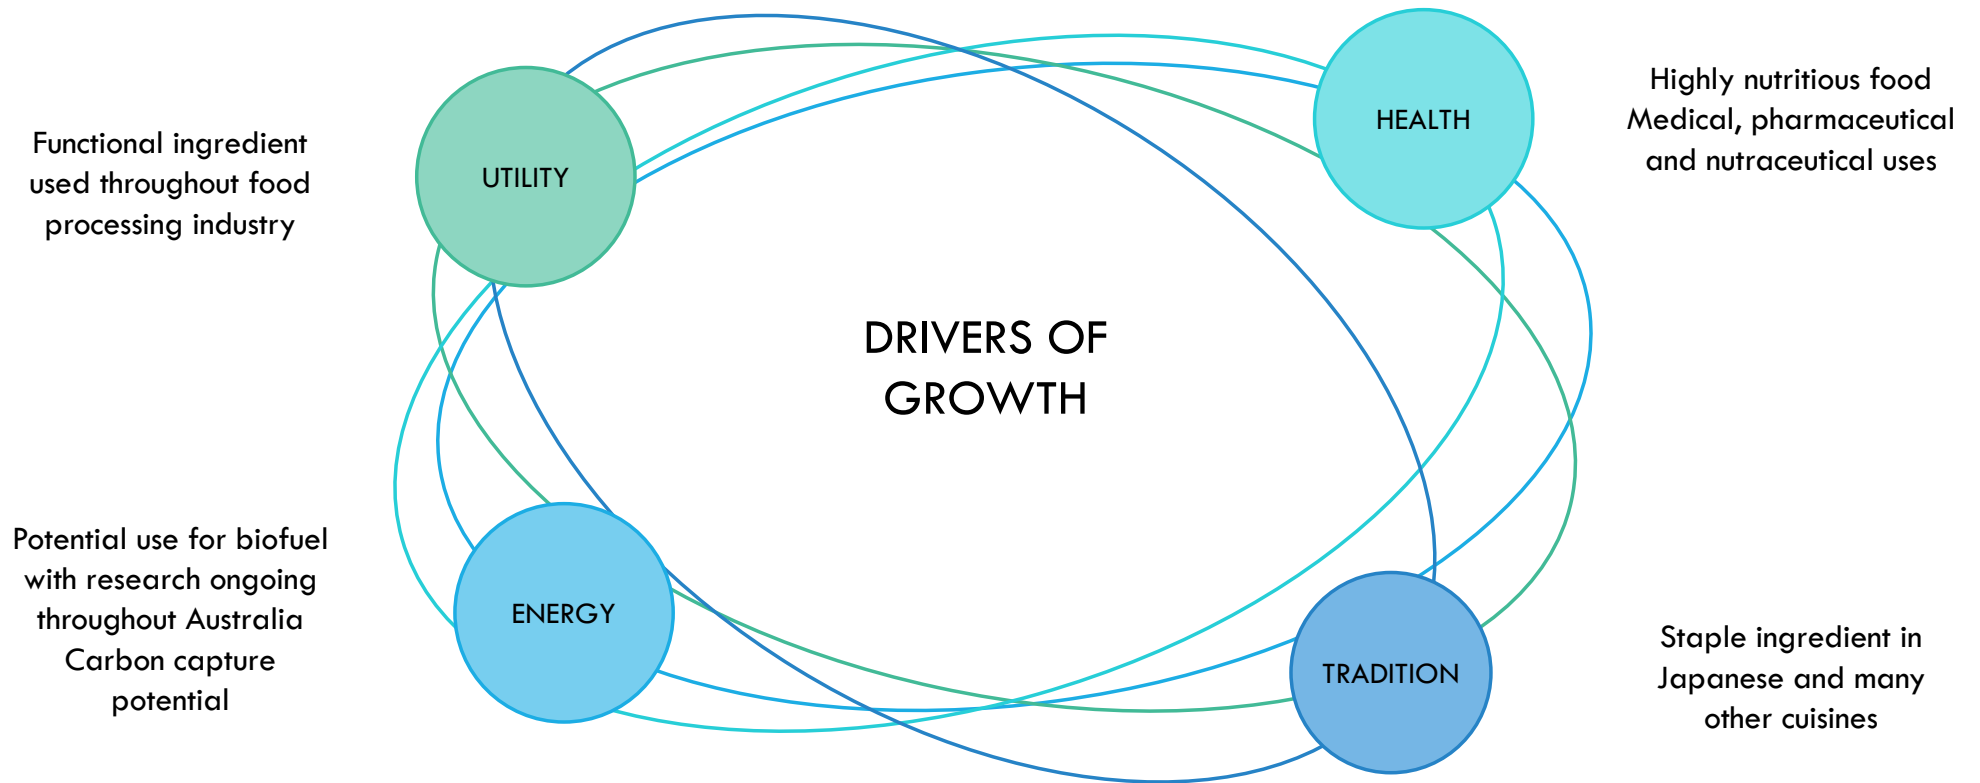 Functional ingredient
used throughout food
processing industry
UTILITY
HEALTH
Highly nutritious food
Medical, pharmaceutical
and nutraceutical uses
DRIVERS OF
GROWTH
Potential use for biofuel
with research ongoing
throughout Australia
Carbon capture
potential
ENERGY
TRADITION
Staple ingredient in
Japanese and many
other cuisines